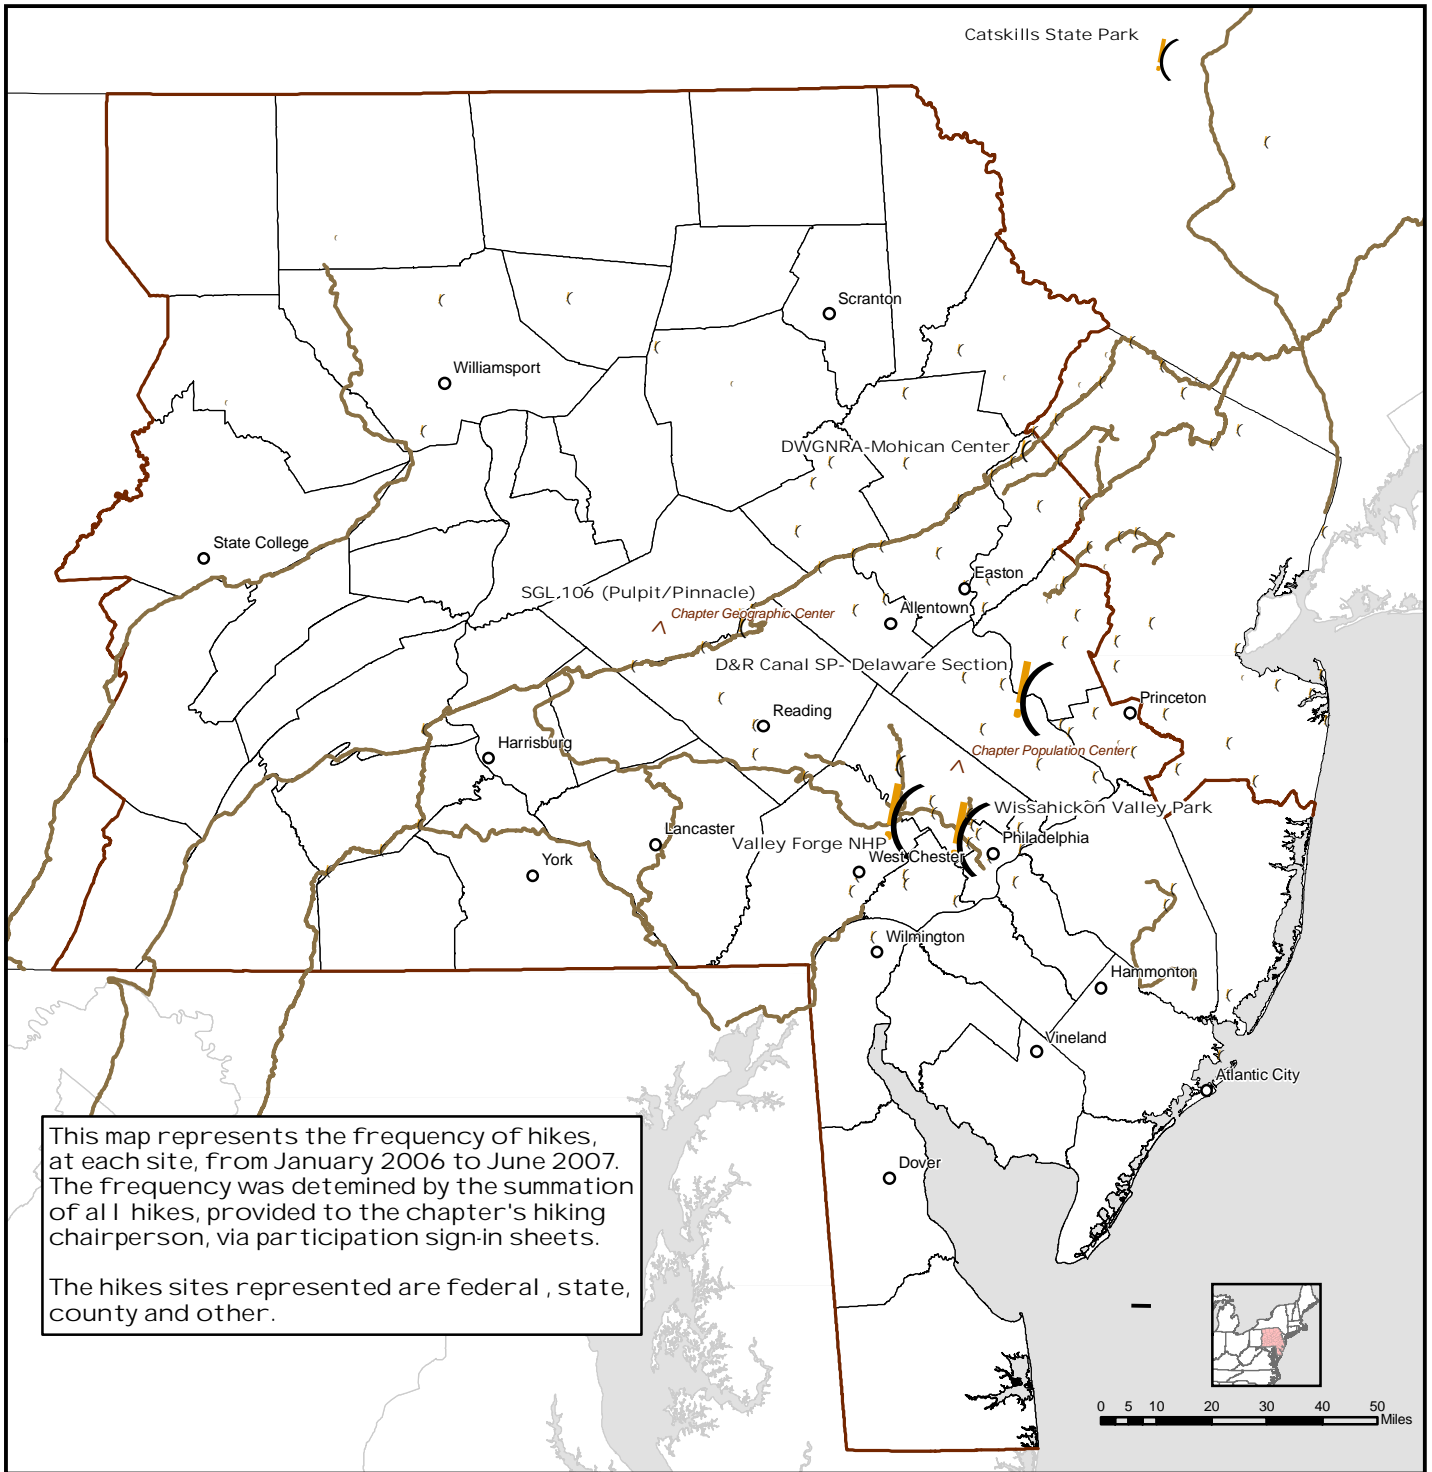 Catskills State Park
Scranton
Williamsport
DWGNRA-Mohican Center
State College
Easton
SGL 106 (Pulpit/Pinnacle)
Chapter Geographic Center
Allentown
D&R Canal SP- Delaware Section
Princeton
Reading
Harrisburg
Chapter Population Center
Wissahickon Valley Park
Lancaster
Valley Forge NHP
Philadelphia
York
West Chester
Wilmington
Hammonton
Vineland
Atlantic City
Dover
This map represents the frequency of hikes,
at each site, from January 2006 to June 2007.
The frequency was detemined by the summation
of all hikes, provided to the chapter's hiking
chairperson, via participation sign-in sheets.
The hikes sites represented are federal, state,
county and other.
0 5 10 20 30 40 50
Miles